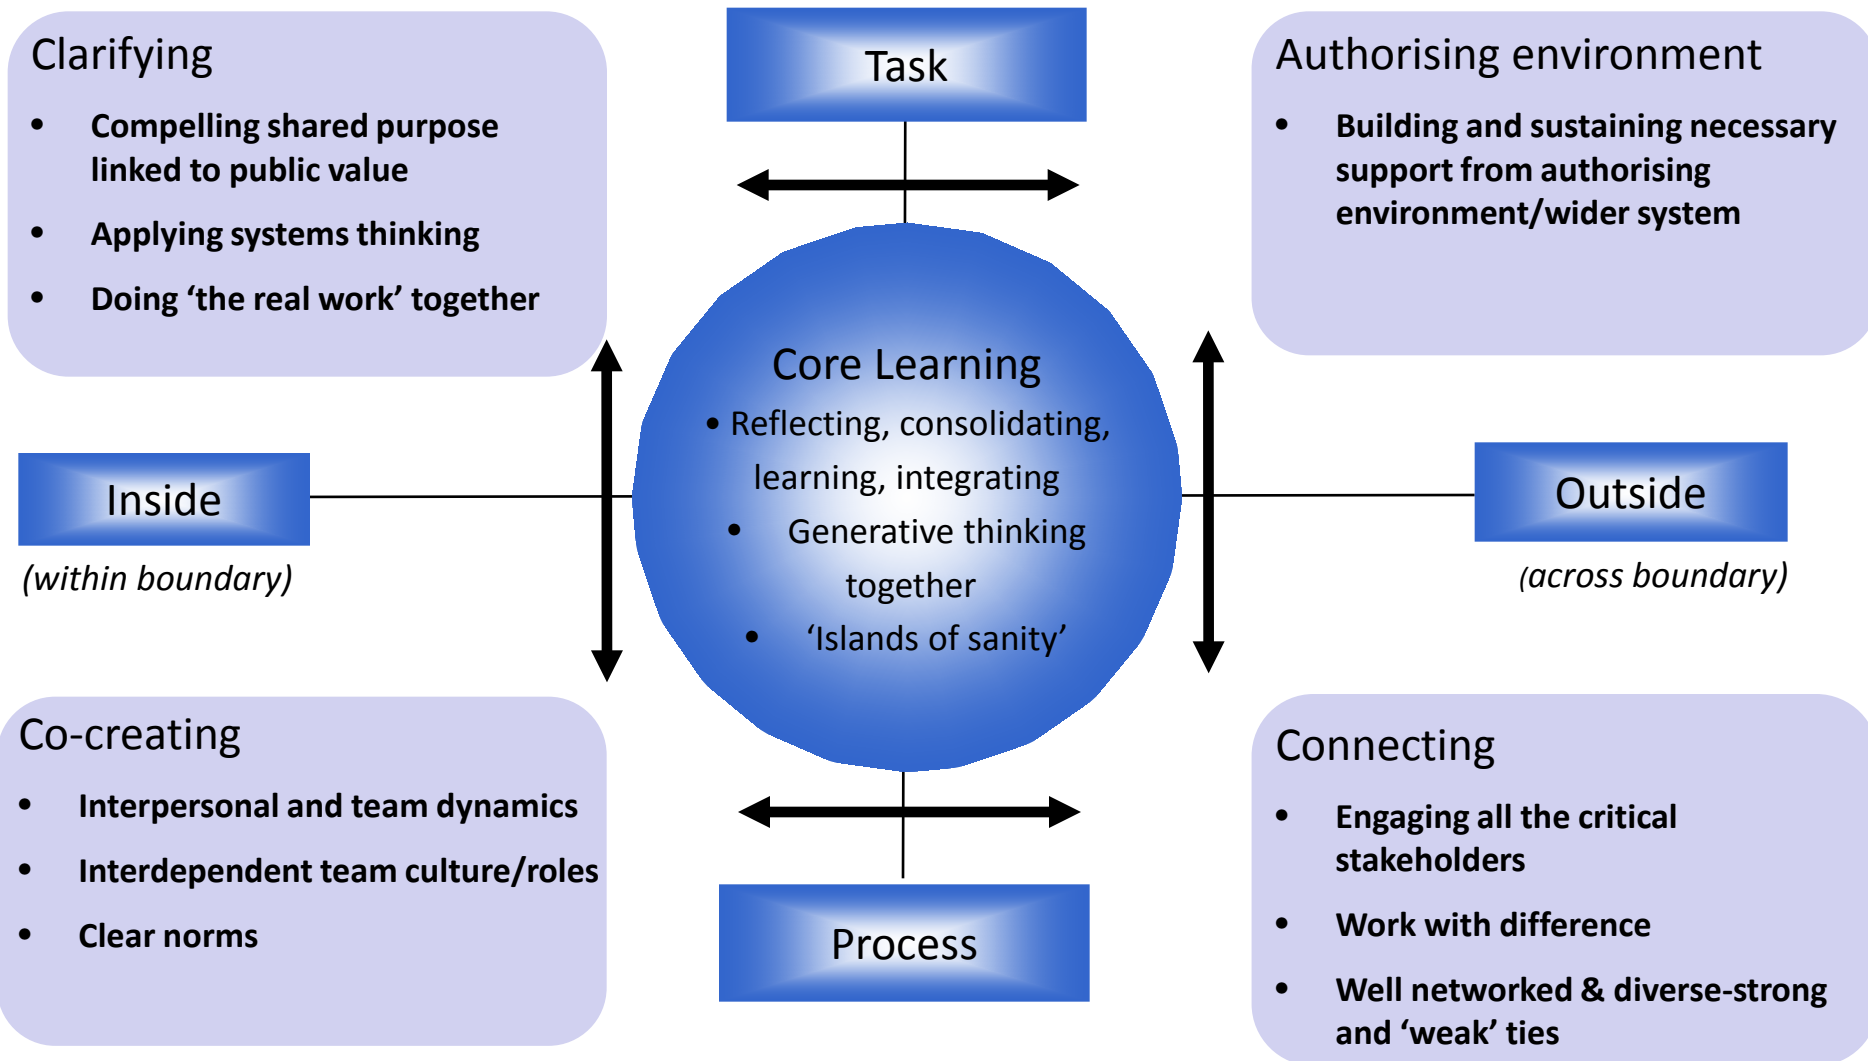 Clarifying
• Compelling shared purpose
linked to public value
• Applying systems thinking
• Doing ‘the real work’ together
Task
Authorising environment
• Building and sustaining necessary
support from authorising
environment/wider system
Core Learning
• Reflecting, consolidating,
learning, integrating
• Generative thinking
together
• ‘Islands of sanity’
Inside
(within boundary)
Outside
(across boundary)
Co-creating
• Interpersonal and team dynamics
• Interdependent team culture/roles
• Clear norms
Process
Connecting
• Engaging all the critical
stakeholders
• Work with difference
• Well networked & diverse-strong
and ‘weak’ ties